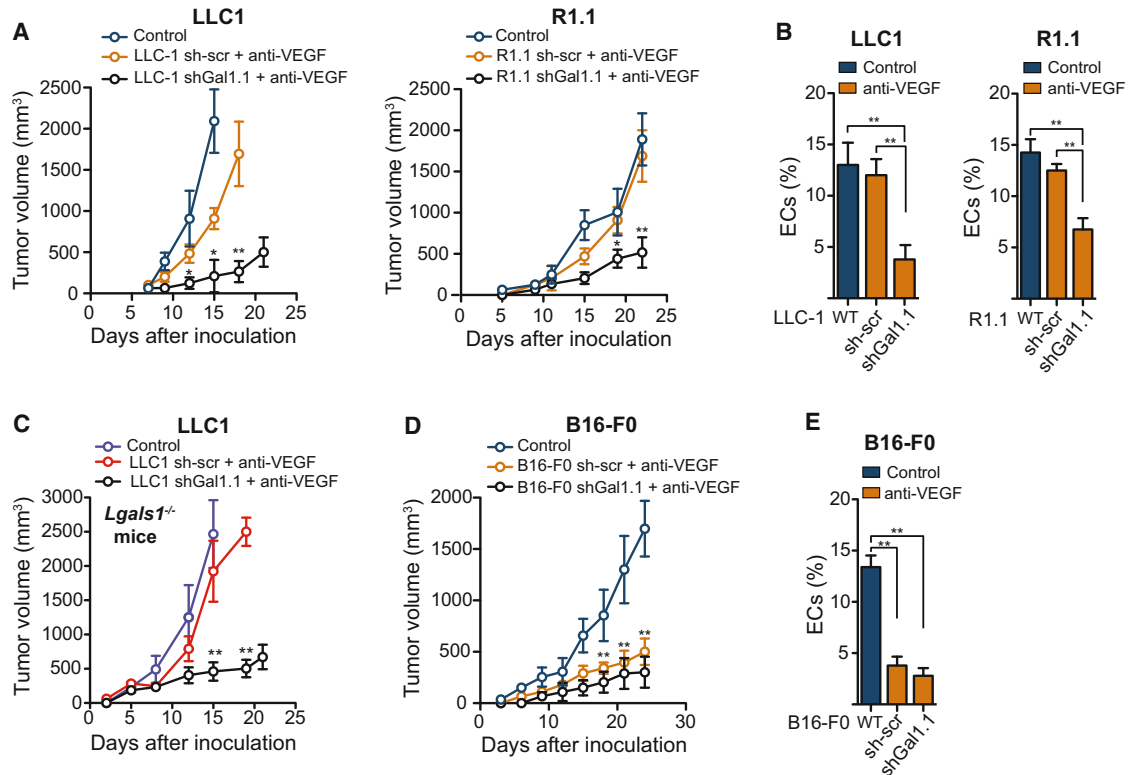 A
LLC1
Control
LLC-1 sh-scr + anti-VEGF
LLC-1 shGal1.1 + anti-VEGF
Tumor volume (mm³)
2500
2000
1500
1000
500
0
* * **
0 5 10 15 20 25
Days after inoculation
R1.1
Control
R1.1 sh-scr + anti-VEGF
R1.1 shGal1.1 + anti-VEGF
Tumor volume (mm³)
2500
2000
1500
1000
500
0
* **
0 5 10 15 20 25
Days after inoculation
B
LLC1
Control
anti-VEGF
ECs (%)
20
15
10
5
**
**
LLC-1 WT sh-scr shGal1.1
R1.1
Control
anti-VEGF
ECs (%)
20
15
10
5
**
**
R1.1 WT sh-scr shGal1.1
C
LLC1
Control
LLC1 sh-scr + anti-VEGF
LLC1 shGal1.1 + anti-VEGF
Lgals1-/-
mice
Tumor volume (mm³)
3000
2500
2000
1500
1000
500
0
** **
0 5 10 15 20 25
Days after inoculation
D
B16-F0
Control
B16-F0 sh-scr + anti-VEGF
B16-F0 shGal1.1 + anti-VEGF
Tumor volume (mm³)
2000
1500
1000
500
0
** ** **
0 10 20 30
Days after inoculation
E
B16-F0
Control
anti-VEGF
ECs (%)
20
15
10
5
**
**
B16-F0 WT sh-scr shGal1.1